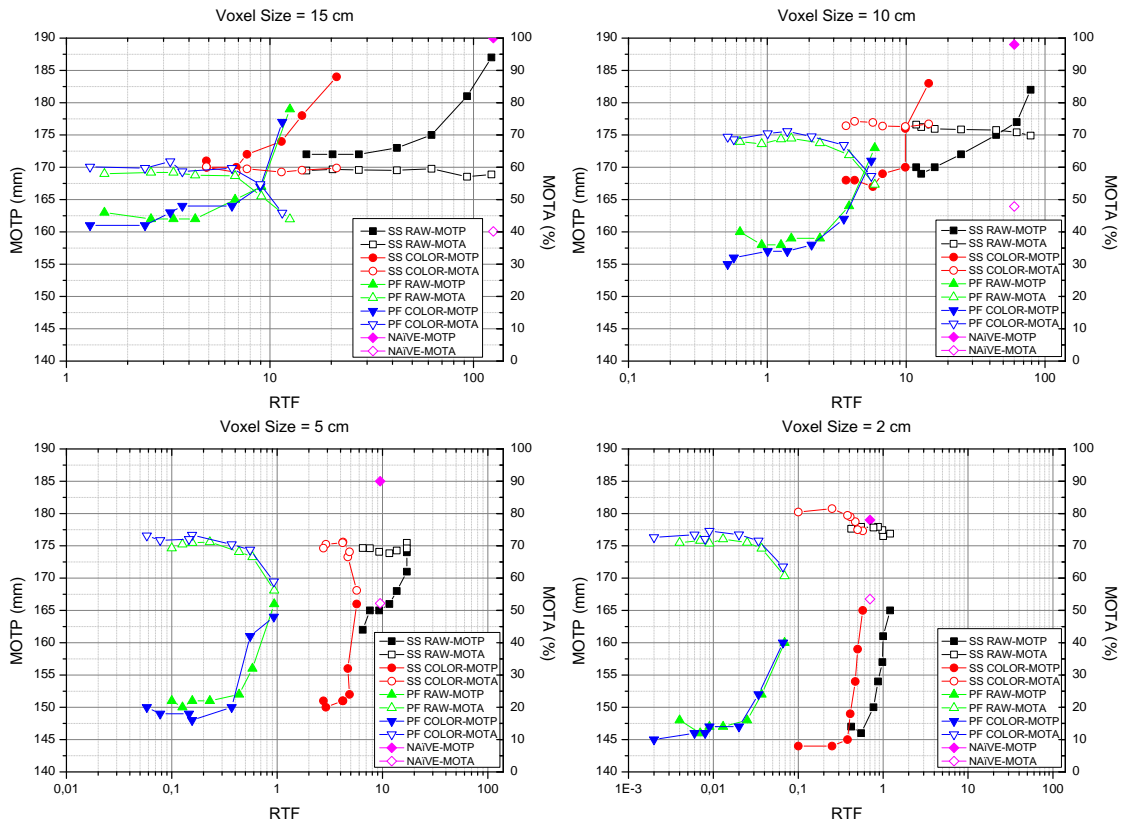 Voxel Size = 15 cm
190
185
180
175
170
165
160
155
150
145
140
MOTP (mm)
100
90
80
70
60
50
40
30
20
10
0
MOTA (%)
SS RAW-MOTP
SS RAW-MOTA
SS COLOR-MOTP
SS COLOR-MOTA
PF RAW-MOTP
PF RAW-MOTA
PF COLOR-MOTP
PF COLOR-MOTA
NAïVE-MOTP
NAïVE-MOTA
1 10 100
RTF
Voxel Size = 10 cm
190
185
180
175
170
165
160
155
150
145
140
MOTP (mm)
100
90
80
70
60
50
40
30
20
10
0
MOTA (%)
SS RAW-MOTP
SS RAW-MOTA
SS COLOR-MOTP
SS COLOR-MOTA
PF RAW-MOTP
PF RAW-MOTA
PF COLOR-MOTP
PF COLOR-MOTA
NAïVE-MOTP
NAïVE-MOTA
0,1 1 10 100
RTF
Voxel Size = 5 cm
190
185
180
175
170
165
160
155
150
145
140
MOTP (mm)
100
90
80
70
60
50
40
30
20
10
0
MOTA (%)
SS RAW-MOTP
SS RAW-MOTA
SS COLOR-MOTP
SS COLOR-MOTA
PF RAW-MOTP
PF RAW-MOTA
PF COLOR-MOTP
PF COLOR-MOTA
NAïVE-MOTP
NAïVE-MOTA
0,01 0,1 1 10 100
RTF
Voxel Size = 2 cm
190
185
180
175
170
165
160
155
150
145
140
MOTP (mm)
100
90
80
70
60
50
40
30
20
10
0
MOTA (%)
SS RAW-MOTP
SS RAW-MOTA
SS COLOR-MOTP
SS COLOR-MOTA
PF RAW-MOTP
PF RAW-MOTA
PF COLOR-MOTP
PF COLOR-MOTA
NAïVE-MOTP
NAïVE-MOTA
1E-3 0,01 0,1 1 10 100
RTF